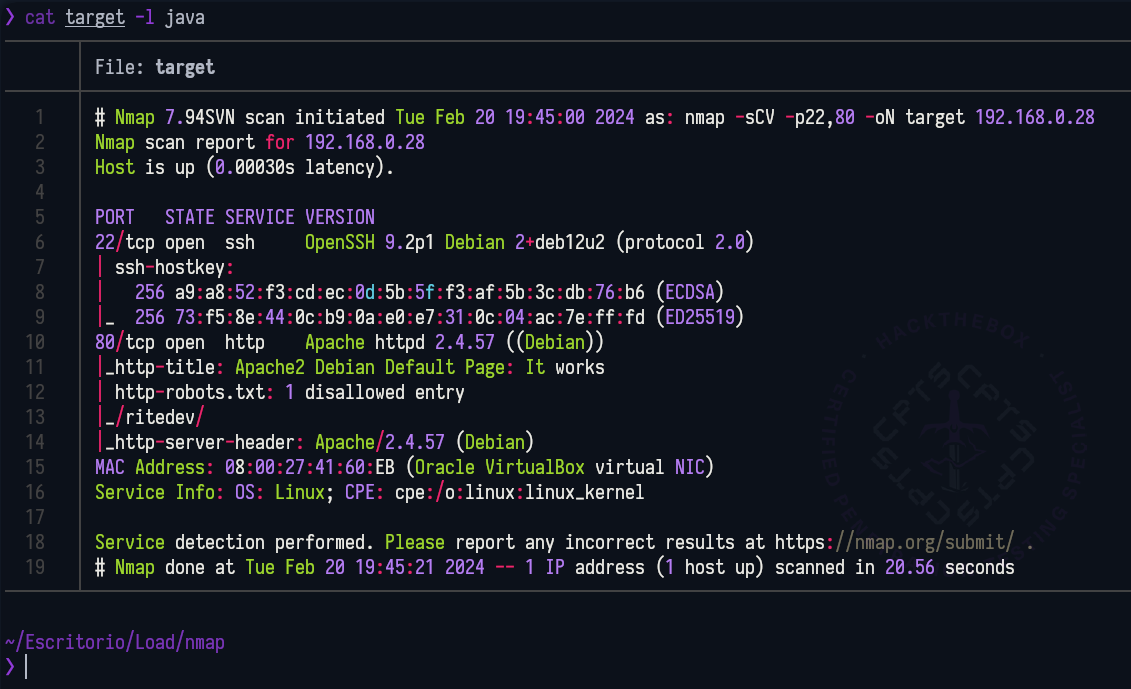 ❯ cat target -l java
File: target
1 # Nmap 7.94SVN scan initiated Tue Feb 20 19:45:00 2024 as: nmap -sCV -p22,80 -oN target 192.168.0.28
2 Nmap scan report for 192.168.0.28
3 Host is up (0.00030s latency).
4
5 PORT   STATE SERVICE VERSION
6 22/tcp open  ssh     OpenSSH 9.2p1 Debian 2+deb12u2 (protocol 2.0)
7 | ssh-hostkey:
8 |   256 a9:a8:52:f3:cd:ec:0d:5b:5f:f3:af:5b:3c:db:76:b6 (ECDSA)
9 |_  256 73:f5:8e:44:0c:b9:0a:e0:e7:31:0c:04:ac:7e:ff:fd (ED25519)
10 80/tcp open  http    Apache httpd 2.4.57 ((Debian))
11 |_http-title: Apache2 Debian Default Page: It works
12 | http-robots.txt: 1 disallowed entry
13 |_/ritedev/
14 |_http-server-header: Apache/2.4.57 (Debian)
15 MAC Address: 08:00:27:41:60:EB (Oracle VirtualBox virtual NIC)
16 Service Info: OS: Linux; CPE: cpe:/o:linux:linux_kernel
17
18 Service detection performed. Please report any incorrect results at https://nmap.org/submit/ .
19 # Nmap done at Tue Feb 20 19:45:21 2024 -- 1 IP address (1 host up) scanned in 20.56 seconds
~/Escritorio/Load/nmap
❯
HACKTHEBOX
CPTS CPTS CPTS CPTS